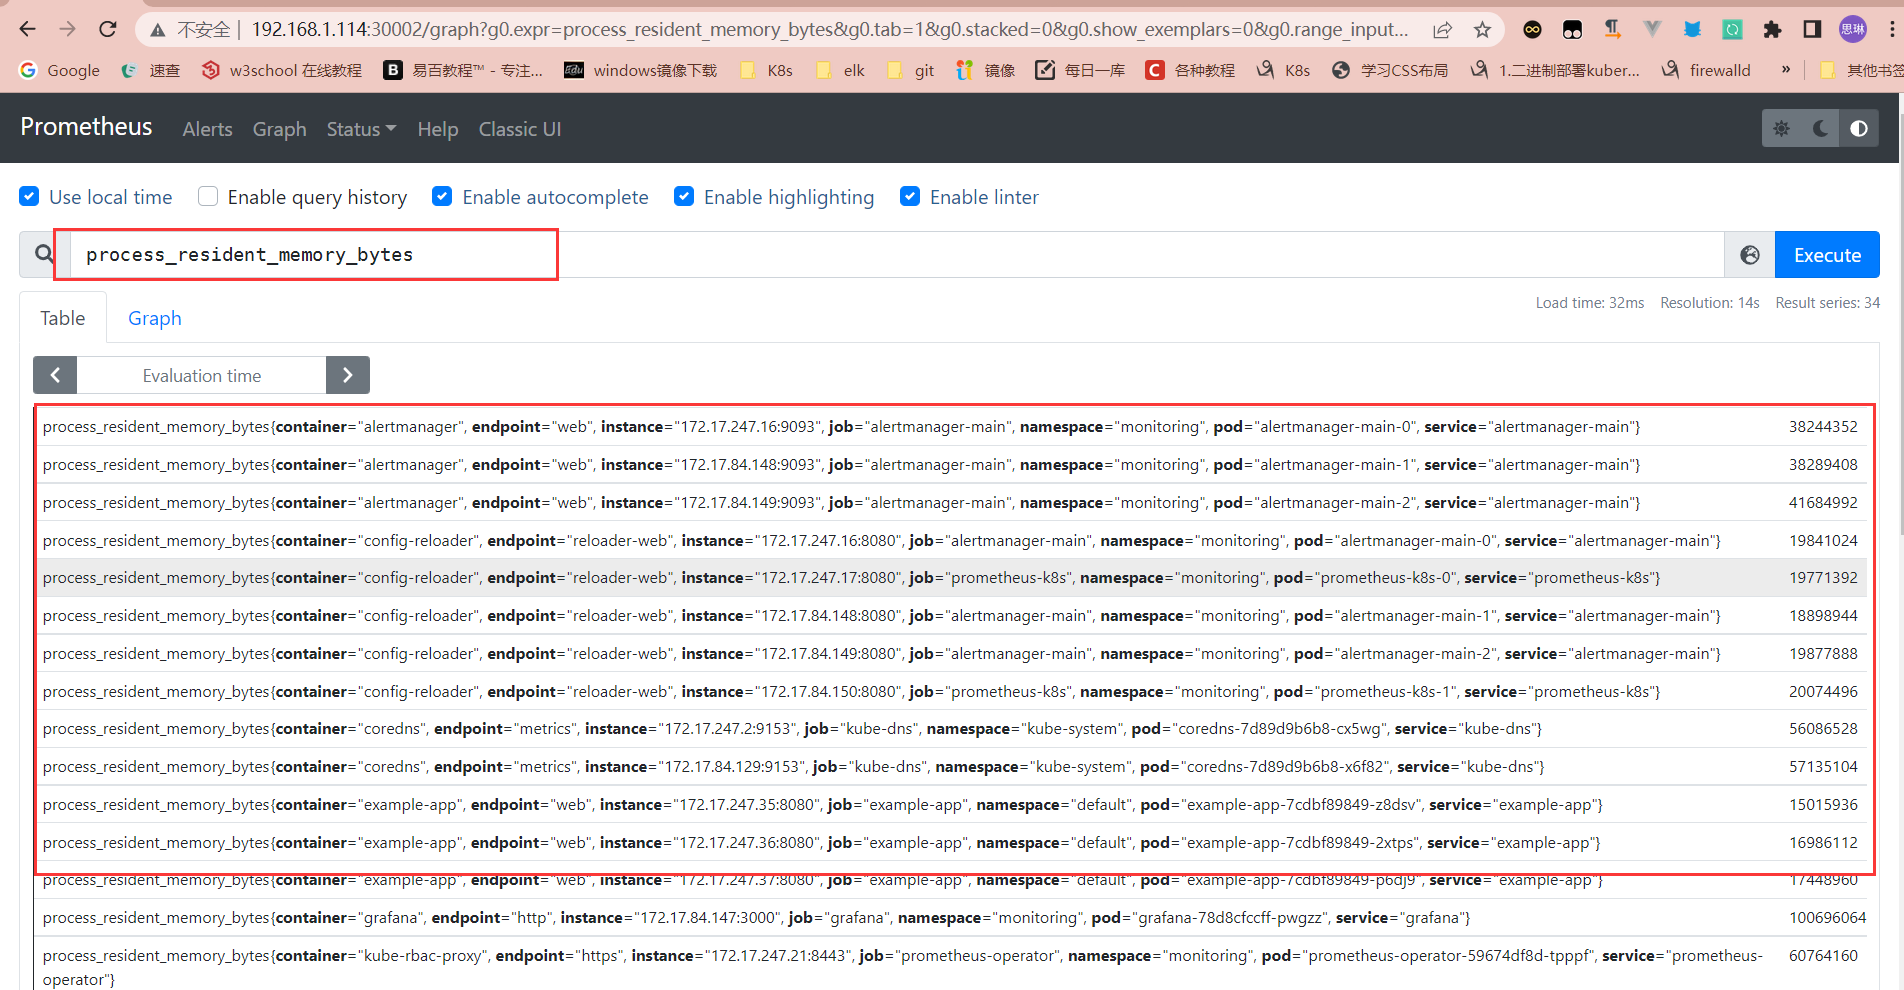 不安全 | 192.168.1.114:30002/graph?g0.expr=process_resident_memory_bytes&g0.tab=1&g0.stacked=0&g0.show_exemplars=0&g0.range_input...
思琳
Google 速查 w3school 在线教程 易百教程™ - 专注... windows镜像下载 K8s elk git 镜像 每日一库 各种教程 K8s 学习CSS布局 1.二进制部署kuber... firewalld » 其他书签
Prometheus Alerts Graph Status Help Classic UI
Use local time Enable query history Enable autocomplete Enable highlighting Enable linter
process_resident_memory_bytes Execute
Load time: 32ms Resolution: 14s Result series: 34
Table Graph
Evaluation time
process_resident_memory_bytes{container="alertmanager", endpoint="web", instance="172.17.247.16:9093", job="alertmanager-main", namespace="monitoring", pod="alertmanager-main-0", service="alertmanager-main"} 38244352
process_resident_memory_bytes{container="alertmanager", endpoint="web", instance="172.17.84.148:9093", job="alertmanager-main", namespace="monitoring", pod="alertmanager-main-1", service="alertmanager-main"} 38289408
process_resident_memory_bytes{container="alertmanager", endpoint="web", instance="172.17.84.149:9093", job="alertmanager-main", namespace="monitoring", pod="alertmanager-main-2", service="alertmanager-main"} 41684992
process_resident_memory_bytes{container="config-reloader", endpoint="reloader-web", instance="172.17.247.16:8080", job="alertmanager-main", namespace="monitoring", pod="alertmanager-main-0", service="alertmanager-main"} 19841024
process_resident_memory_bytes{container="config-reloader", endpoint="reloader-web", instance="172.17.247.17:8080", job="prometheus-k8s", namespace="monitoring", pod="prometheus-k8s-0", service="prometheus-k8s"} 19771392
process_resident_memory_bytes{container="config-reloader", endpoint="reloader-web", instance="172.17.84.148:8080", job="alertmanager-main", namespace="monitoring", pod="alertmanager-main-1", service="alertmanager-main"} 18898944
process_resident_memory_bytes{container="config-reloader", endpoint="reloader-web", instance="172.17.84.149:8080", job="alertmanager-main", namespace="monitoring", pod="alertmanager-main-2", service="alertmanager-main"} 19877888
process_resident_memory_bytes{container="config-reloader", endpoint="reloader-web", instance="172.17.84.150:8080", job="prometheus-k8s", namespace="monitoring", pod="prometheus-k8s-1", service="prometheus-k8s"} 20074496
process_resident_memory_bytes{container="coredns", endpoint="metrics", instance="172.17.247.2:9153", job="kube-dns", namespace="kube-system", pod="coredns-7d89d9b6b8-cx5wg", service="kube-dns"} 56086528
process_resident_memory_bytes{container="coredns", endpoint="metrics", instance="172.17.84.129:9153", job="kube-dns", namespace="kube-system", pod="coredns-7d89d9b6b8-x6f82", service="kube-dns"} 57135104
process_resident_memory_bytes{container="example-app", endpoint="web", instance="172.17.247.35:8080", job="example-app", namespace="default", pod="example-app-7cdbf89849-z8dsv", service="example-app"} 15015936
process_resident_memory_bytes{container="example-app", endpoint="web", instance="172.17.247.36:8080", job="example-app", namespace="default", pod="example-app-7cdbf89849-2xtps", service="example-app"} 16986112
process_resident_memory_bytes{container="example-app", endpoint="web", instance="172.17.247.37:8080", job="example-app", namespace="default", pod="example-app-7cdbf89849-p6dj9", service="example-app"} 17448960
process_resident_memory_bytes{container="grafana", endpoint="http", instance="172.17.84.147:3000", job="grafana", namespace="monitoring", pod="grafana-78d8cfccff-pwgzz", service="grafana"} 100696064
process_resident_memory_bytes{container="kube-rbac-proxy", endpoint="https", instance="172.17.247.21:8443", job="prometheus-operator", namespace="monitoring", pod="prometheus-operator-59674df8d-tpppf", service="prometheus- 60764160
operator"}